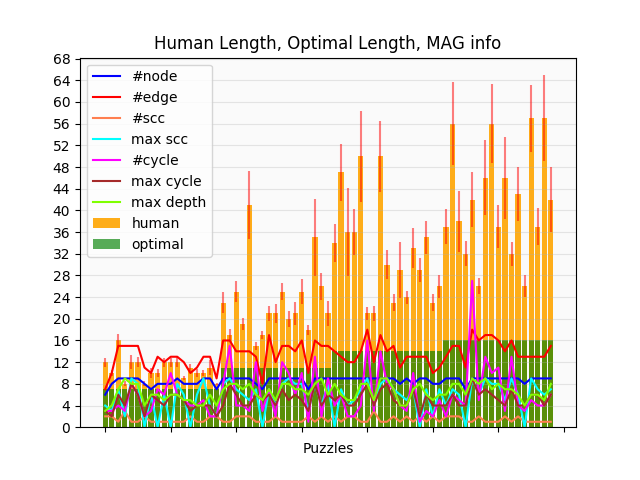 Human Length, Optimal Length, MAG info
68
64
60
56
52
48
44
40
36
32
28
24
20
16
12
8
4
0
#node
#edge
#scc
max scc
#cycle
max cycle
max depth
human
optimal
Puzzles